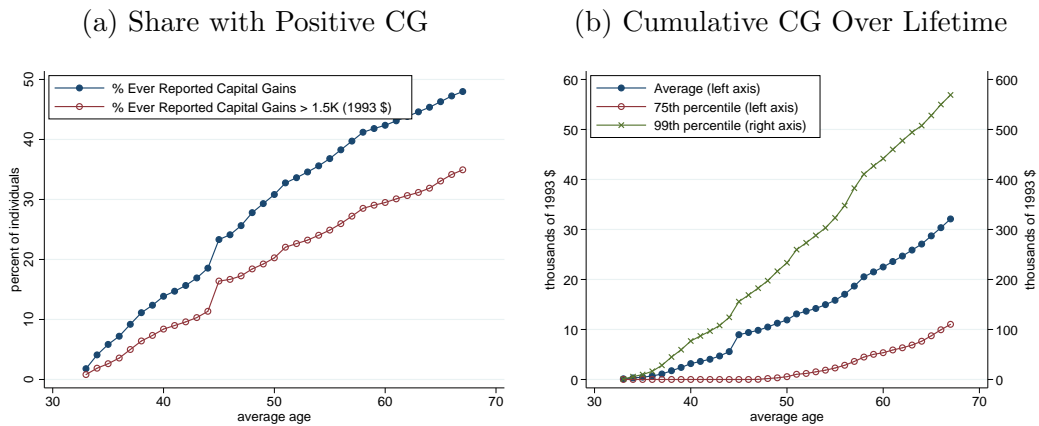 (a) Share with Positive CG
% Ever Reported Capital Gains
% Ever Reported Capital Gains > 1.5K (1993 $)
percent of individuals
50
40
30
20
10
0
30 40 50 60 70
average age
(b) Cumulative CG Over Lifetime
Average (left axis)
75th percentile (left axis)
99th percentile (right axis)
thousands of 1993 $
60
50
40
30
20
10
0
600
500
400
300
200
100
0
thousands of 1993 $
30 40 50 60 70
average age